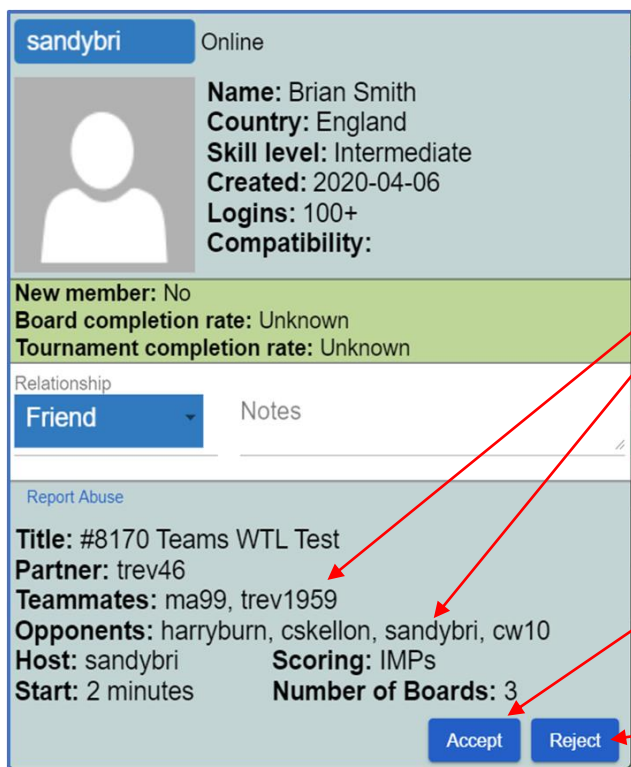 sandybri Online
Name: Brian Smith
Country: England
Skill level: Intermediate
Created: 2020-04-06
Logins: 100+
Compatibility:
New member: No
Board completion rate: Unknown
Tournament completion rate: Unknown
Relationship
Friend Notes
Report Abuse
Title: #8170 Teams WTL Test
Partner: trev46
Teammates: ma99, trev1959
Opponents: harryburn, cskellon, sandybri, cw10
Host: sandybri Scoring: IMPs
Start: 2 minutes Number of Boards: 3
Accept Reject